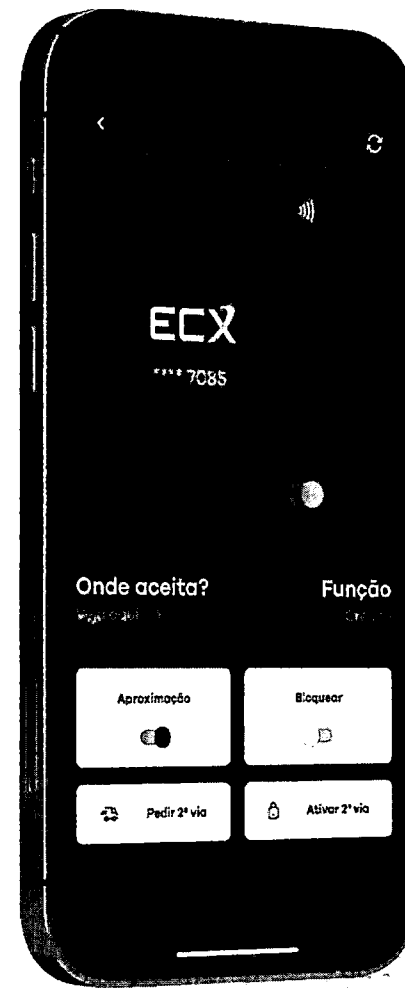 ECX
**** 7085
Onde aceita? Função
Aproximação Bloquear
Pedir 2ª via Ativar 2ª via